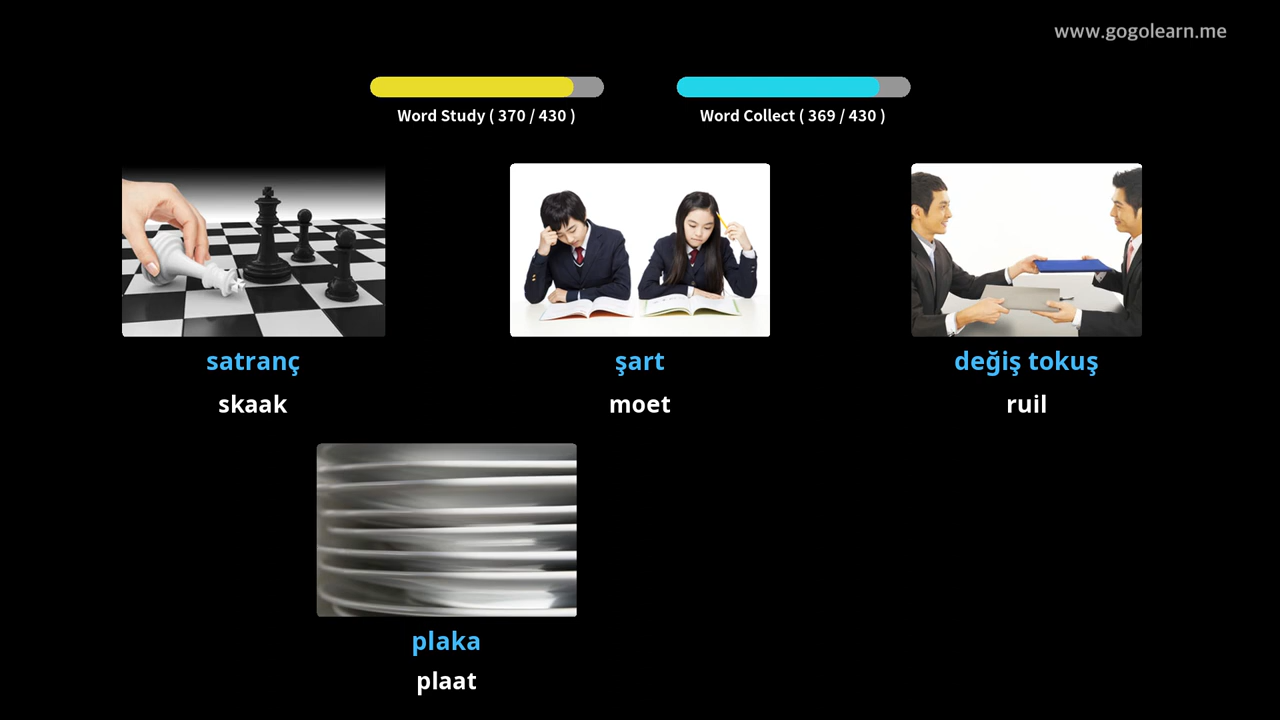 www.gogolearn.me
Word Study ( 370 / 430 )
Word Collect ( 369 / 430 )
satranç
skaak
şart
moet
değiş tokuş
ruil
plaka
plaat